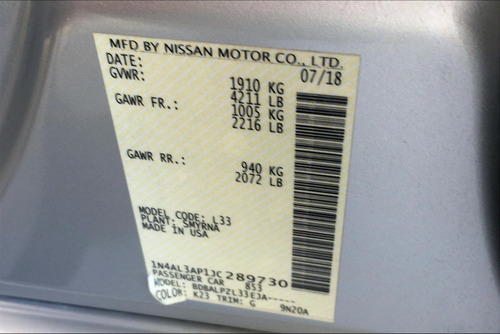 MFD BY NISSAN MOTOR CO., LTD.
DATE: 07/18
GVWR: 1910 KG
4211 LB
GAWR FR.: 1005 KG
2216 LB
GAWR RR.: 940 KG
2072 LB
MODEL CODE: L33
PLANT: SMYRNA
MADE IN USA
1N4AL3AP1JC289730
PASSENGER CAR 853
MODEL: BDBALPZL33EJA-----
COLOR: K23 TRIM: G 9N20A